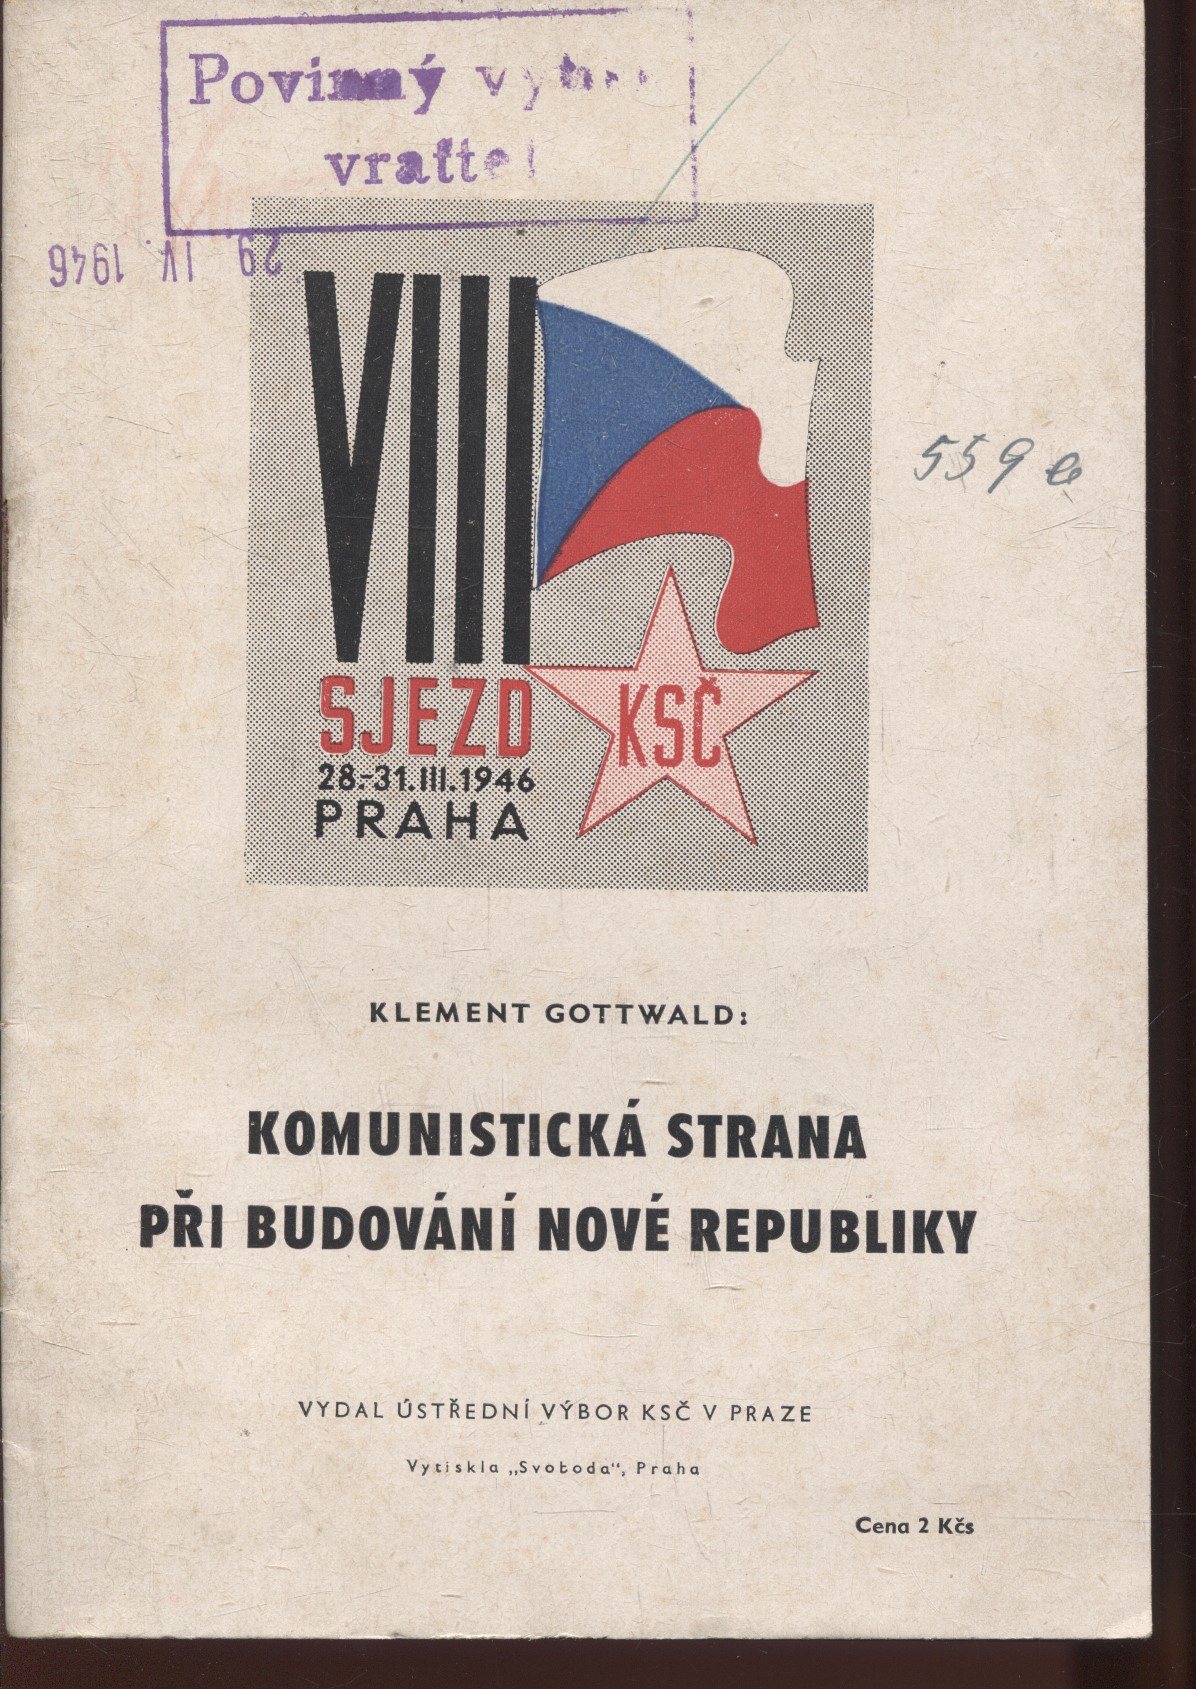 Povinný
vraťte!
29. IV. 1946
VIII
SJEZD
28.-31.III.1946
PRAHA
KSČ
559 e
KLEMENT GOTTWALD:
KOMUNISTICKÁ STRANA
PŘI BUDOVÁNÍ NOVÉ REPUBLIKY
VYDAL ÚSTŘEDNÍ VÝBOR KSČ V PRAZE
Vytiskla „Svoboda“, Praha
Cena 2 Kčs